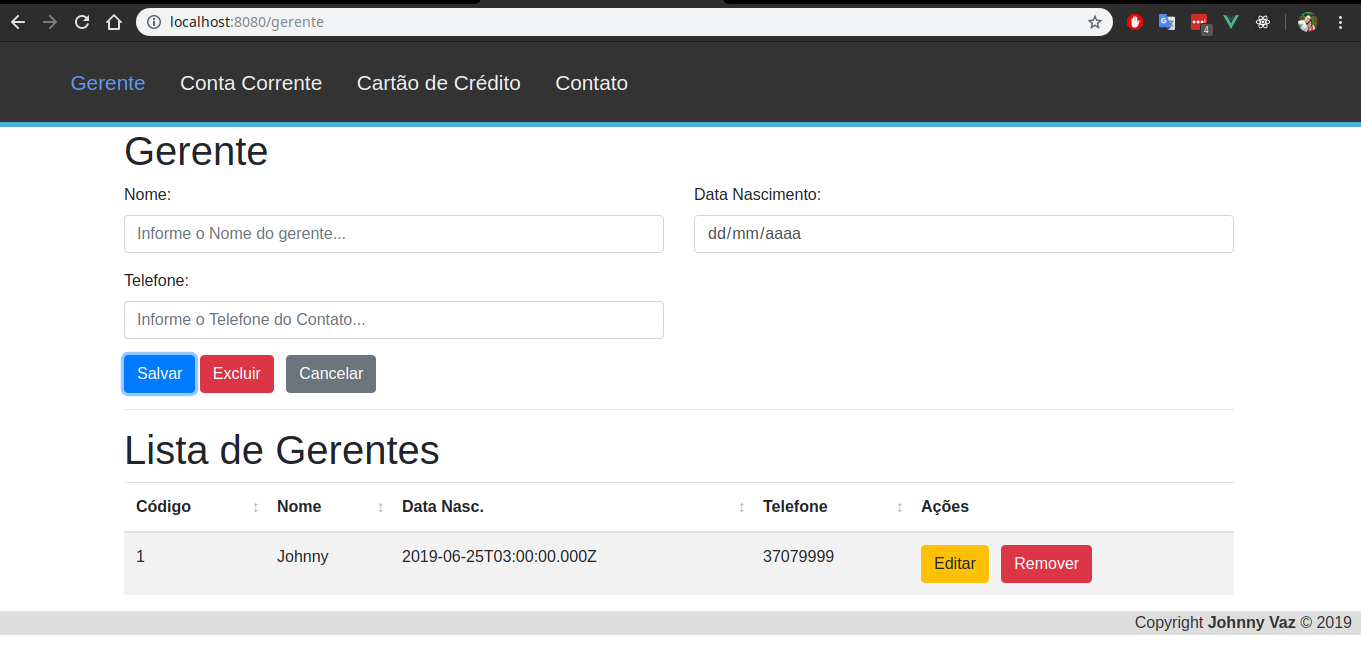 localhost:8080/gerente
4
Gerente Conta Corrente Cartão de Crédito Contato
Gerente
Nome: Data Nascimento:
Informe o Nome do gerente... dd/mm/aaaa
Telefone:
Informe o Telefone do Contato...
Salvar Excluir Cancelar
Lista de Gerentes
Código Nome Data Nasc. Telefone Ações
1 Johnny 2019-06-25T03:00:00.000Z 37079999 Editar Remover
Copyright Johnny Vaz © 2019